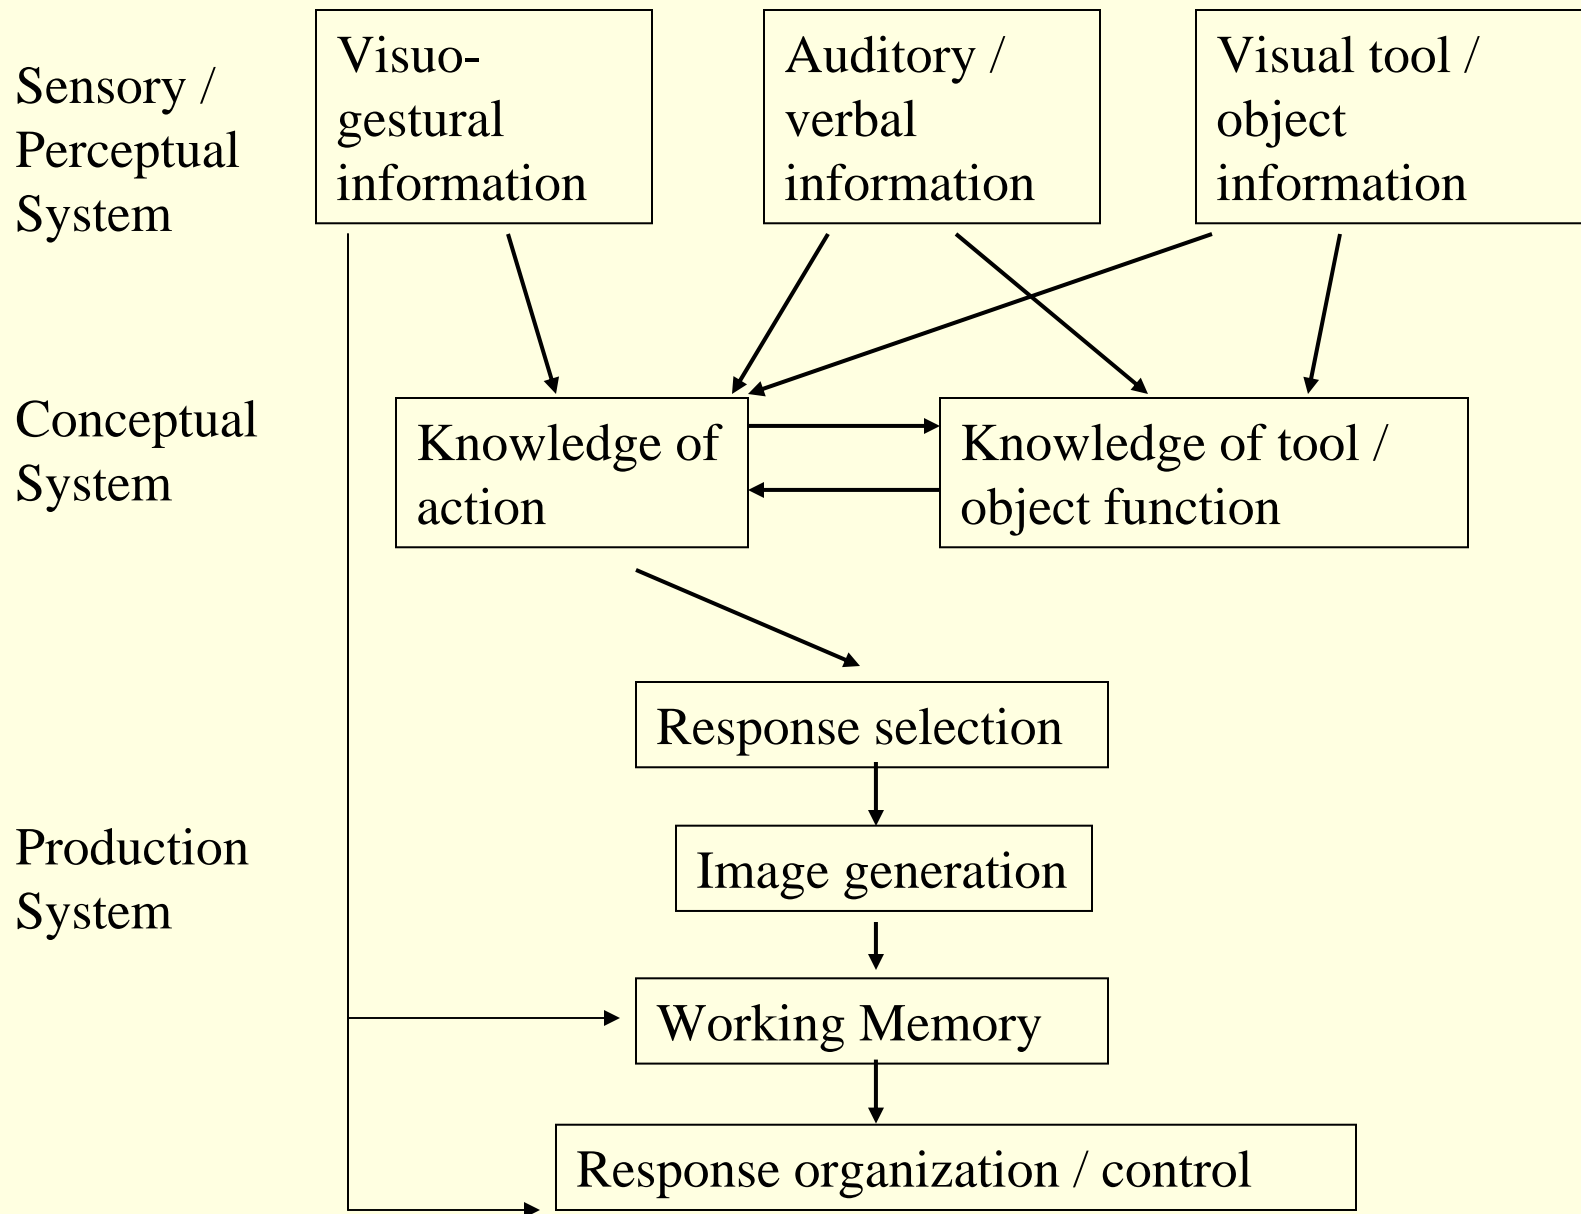 Sensory /
Perceptual
System
Visuo-
gestural
information
Auditory /
verbal
information
Visual tool /
object
information
Conceptual
System
Knowledge of
action
Knowledge of tool /
object function
Production
System
Response selection
Image generation
Working Memory
Response organization / control